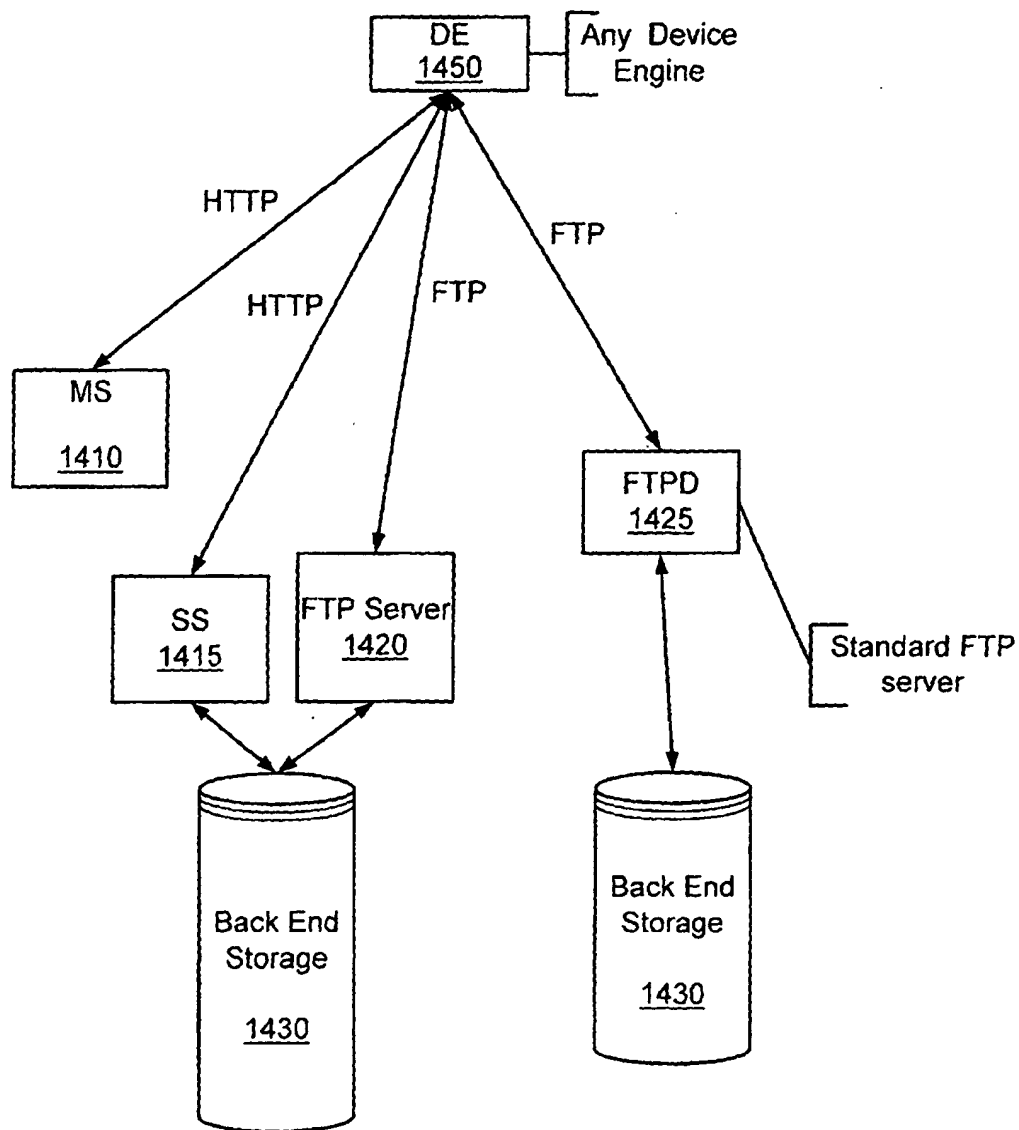 DE
1450
Any Device
Engine
HTTP
HTTP
FTP
FTP
MS
1410
SS
1415
FTP Server
1420
FTPD
1425
Standard FTP
server
Back End
Storage
1430
Back End
Storage
1430